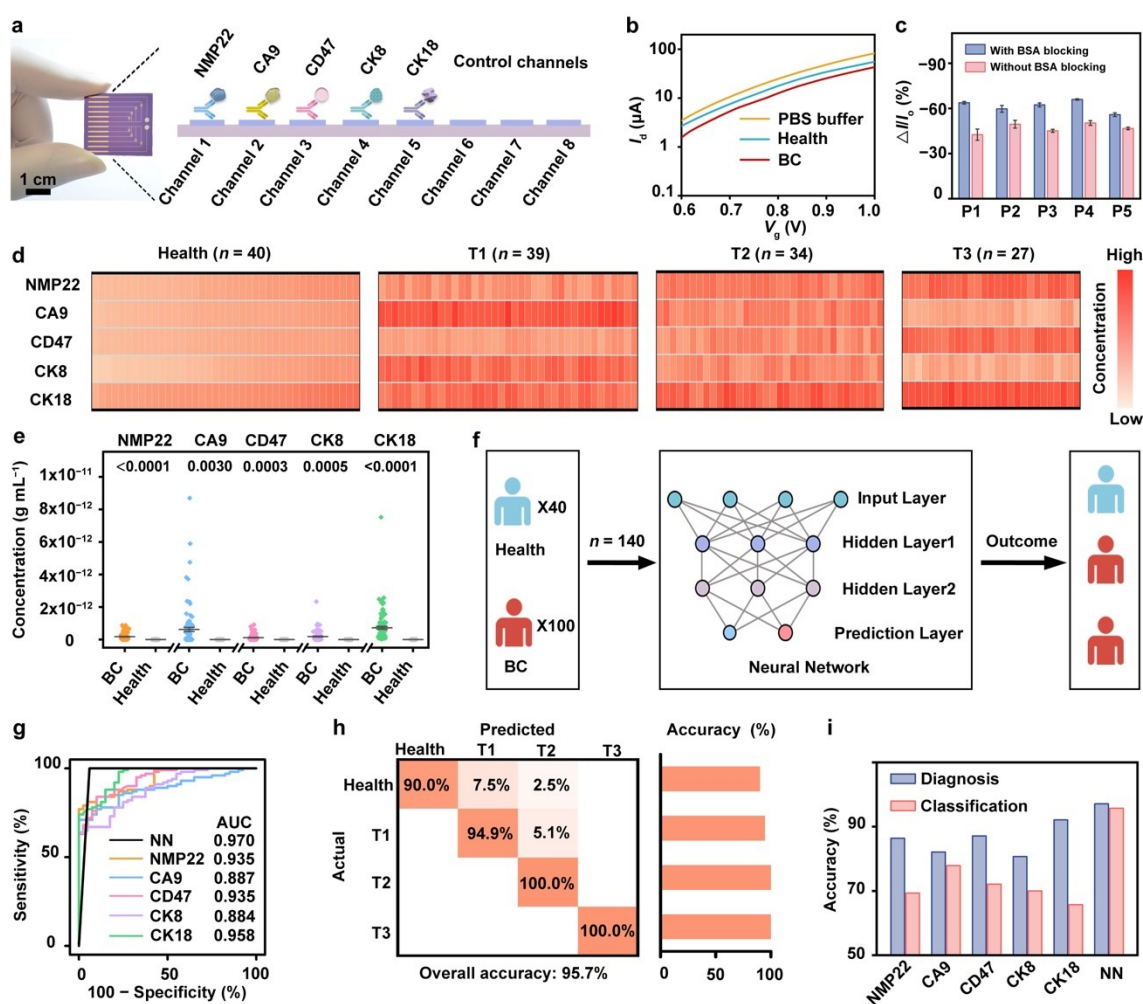 a
NMP22
CA9
CD47
CK8
CK18
Control channels
1 cm
Channel 1
Channel 2
Channel 3
Channel 4
Channel 5
Channel 6
Channel 7
Channel 8
b
100
10
1
0.1
I_d (μA)
PBS buffer
Health
BC
0.6
0.7
0.8
0.9
1.0
V_g (V)
c
With BSA blocking
Without BSA blocking
−90
−60
−30
0
△I/I_o (%)
P1
P2
P3
P4
P5
d
Health (n = 40)
T1 (n = 39)
T2 (n = 34)
T3 (n = 27)
High
NMP22
CA9
CD47
CK8
CK18
Concentration
Low
e
NMP22 CA9 CD47 CK8 CK18
<0.0001 0.0030 0.0003 0.0005 <0.0001
1x10⁻¹¹
8x10⁻¹²
6x10⁻¹²
4x10⁻¹²
2x10⁻¹²
0
Concentration (g mL⁻¹)
BC
Health
BC
Health
BC
Health
BC
Health
BC
Health
f
X40
Health
X100
BC
n = 140
Input Layer
Hidden Layer1
Hidden Layer2
Prediction Layer
Neural Network
Outcome
g
100
50
0
Sensitivity (%)
AUC
NN 0.970
NMP22 0.935
CA9 0.887
CD47 0.935
CK8 0.884
CK18 0.958
0 50 100
100 − Specificity (%)
h
Predicted
Health T1 T2 T3
Actual
Health
90.0% 7.5% 2.5%
T1
94.9% 5.1%
T2
100.0%
T3
100.0%
Overall accuracy: 95.7%
Accuracy (%)
0 50 100
i
Diagnosis
Classification
90
70
50
Accuracy (%)
NMP22
CA9
CD47
CK8
CK18
NN